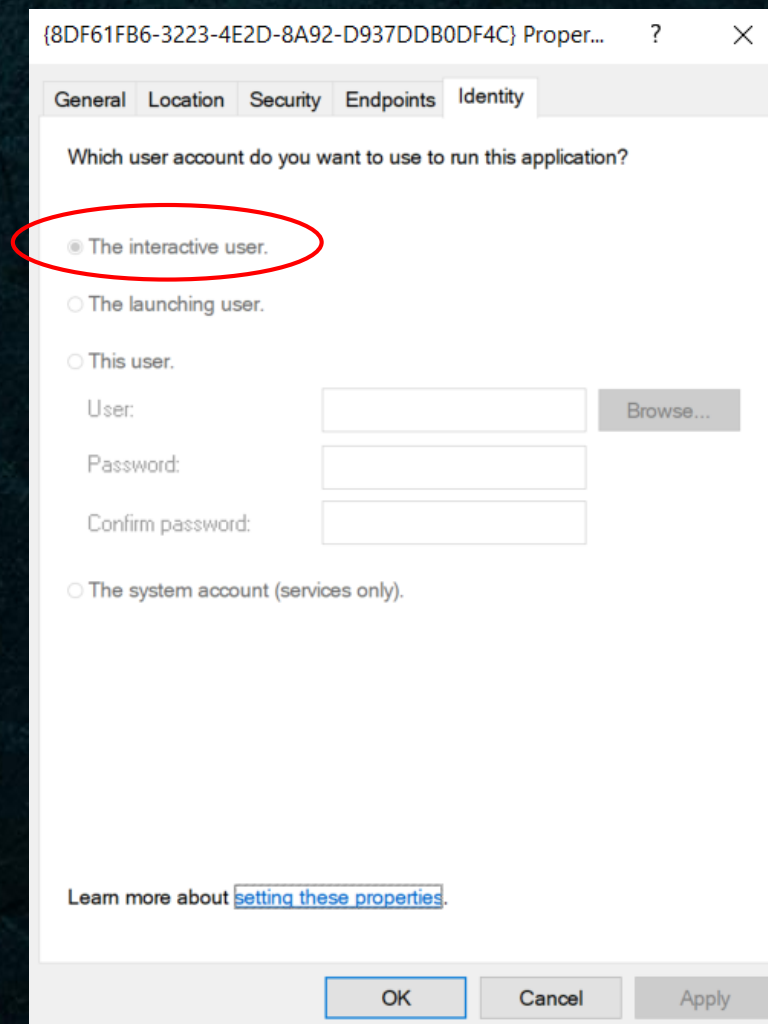 {8DF61FB6-3223-4E2D-8A92-D937DDB0DF4C} Proper... ?
General Location Security Endpoints Identity
Which user account do you want to use to run this application?
The interactive user.
The launching user.
This user.
User: Browse...
Password:
Confirm password:
The system account (services only).
Learn more about setting these properties.
OK Cancel Apply